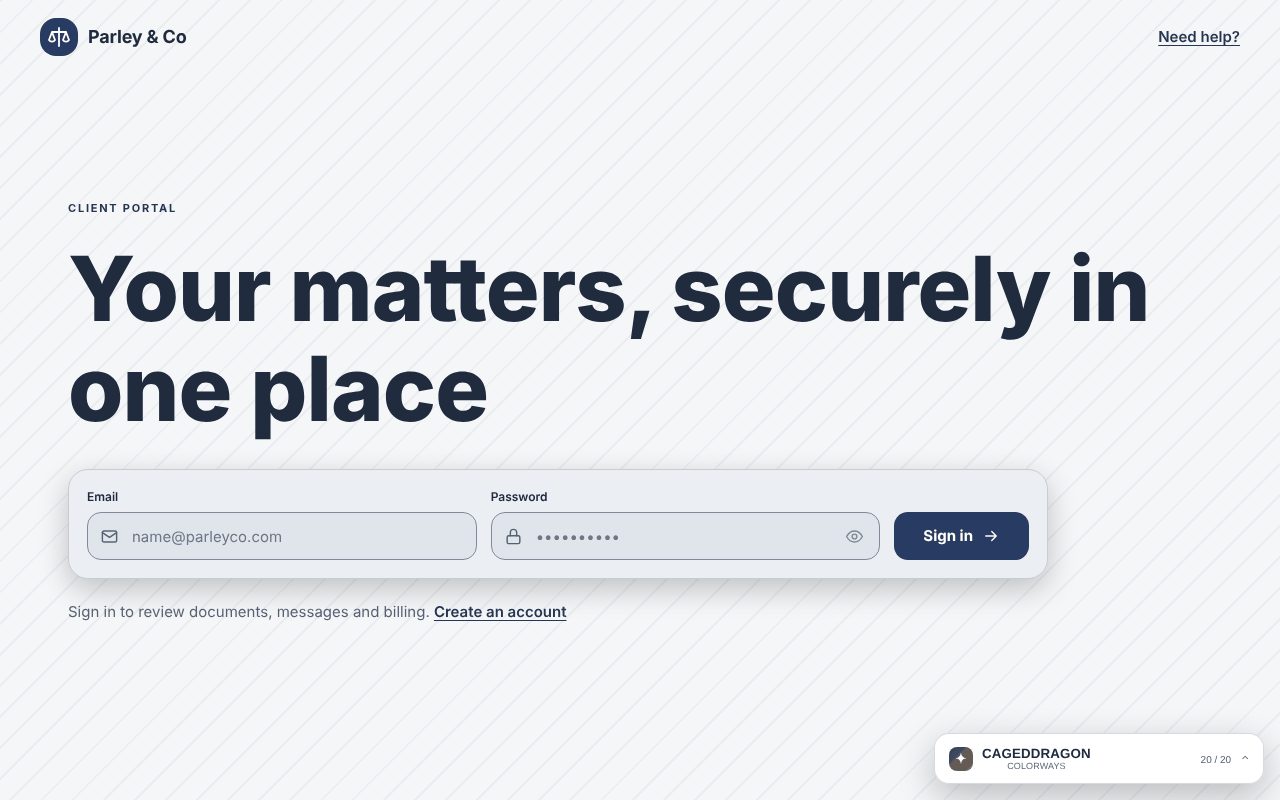 Parley & Co
Need help?
CLIENT PORTAL
Your matters, securely in
one place
Email
Password
name@parleyco.com
••••••••••
Sign in
Sign in to review documents, messages and billing. Create an account
CAGEDDRAGON
COLORWAYS
20 / 20